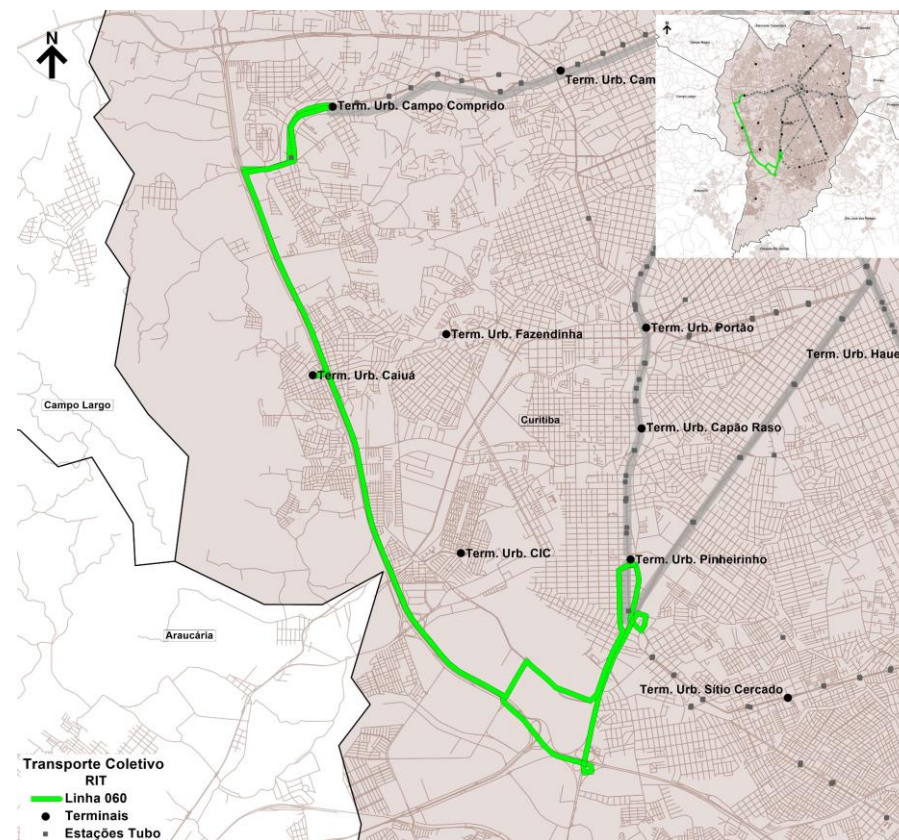 N
Term. Urb. Cam
Term. Urb. Campo Comprido
Term. Urb. Portão
Term. Urb. Fazendinha
Term. Urb. Haue
Term. Urb. Caiuá
Campo Largo
Curitiba
Term. Urb. Capão Raso
Term. Urb. CIC
Term. Urb. Pinheirinho
Araucária
Term. Urb. Sítio Cercado
Transporte Coletivo
RIT
Linha 060
Terminais
Estações Tubo